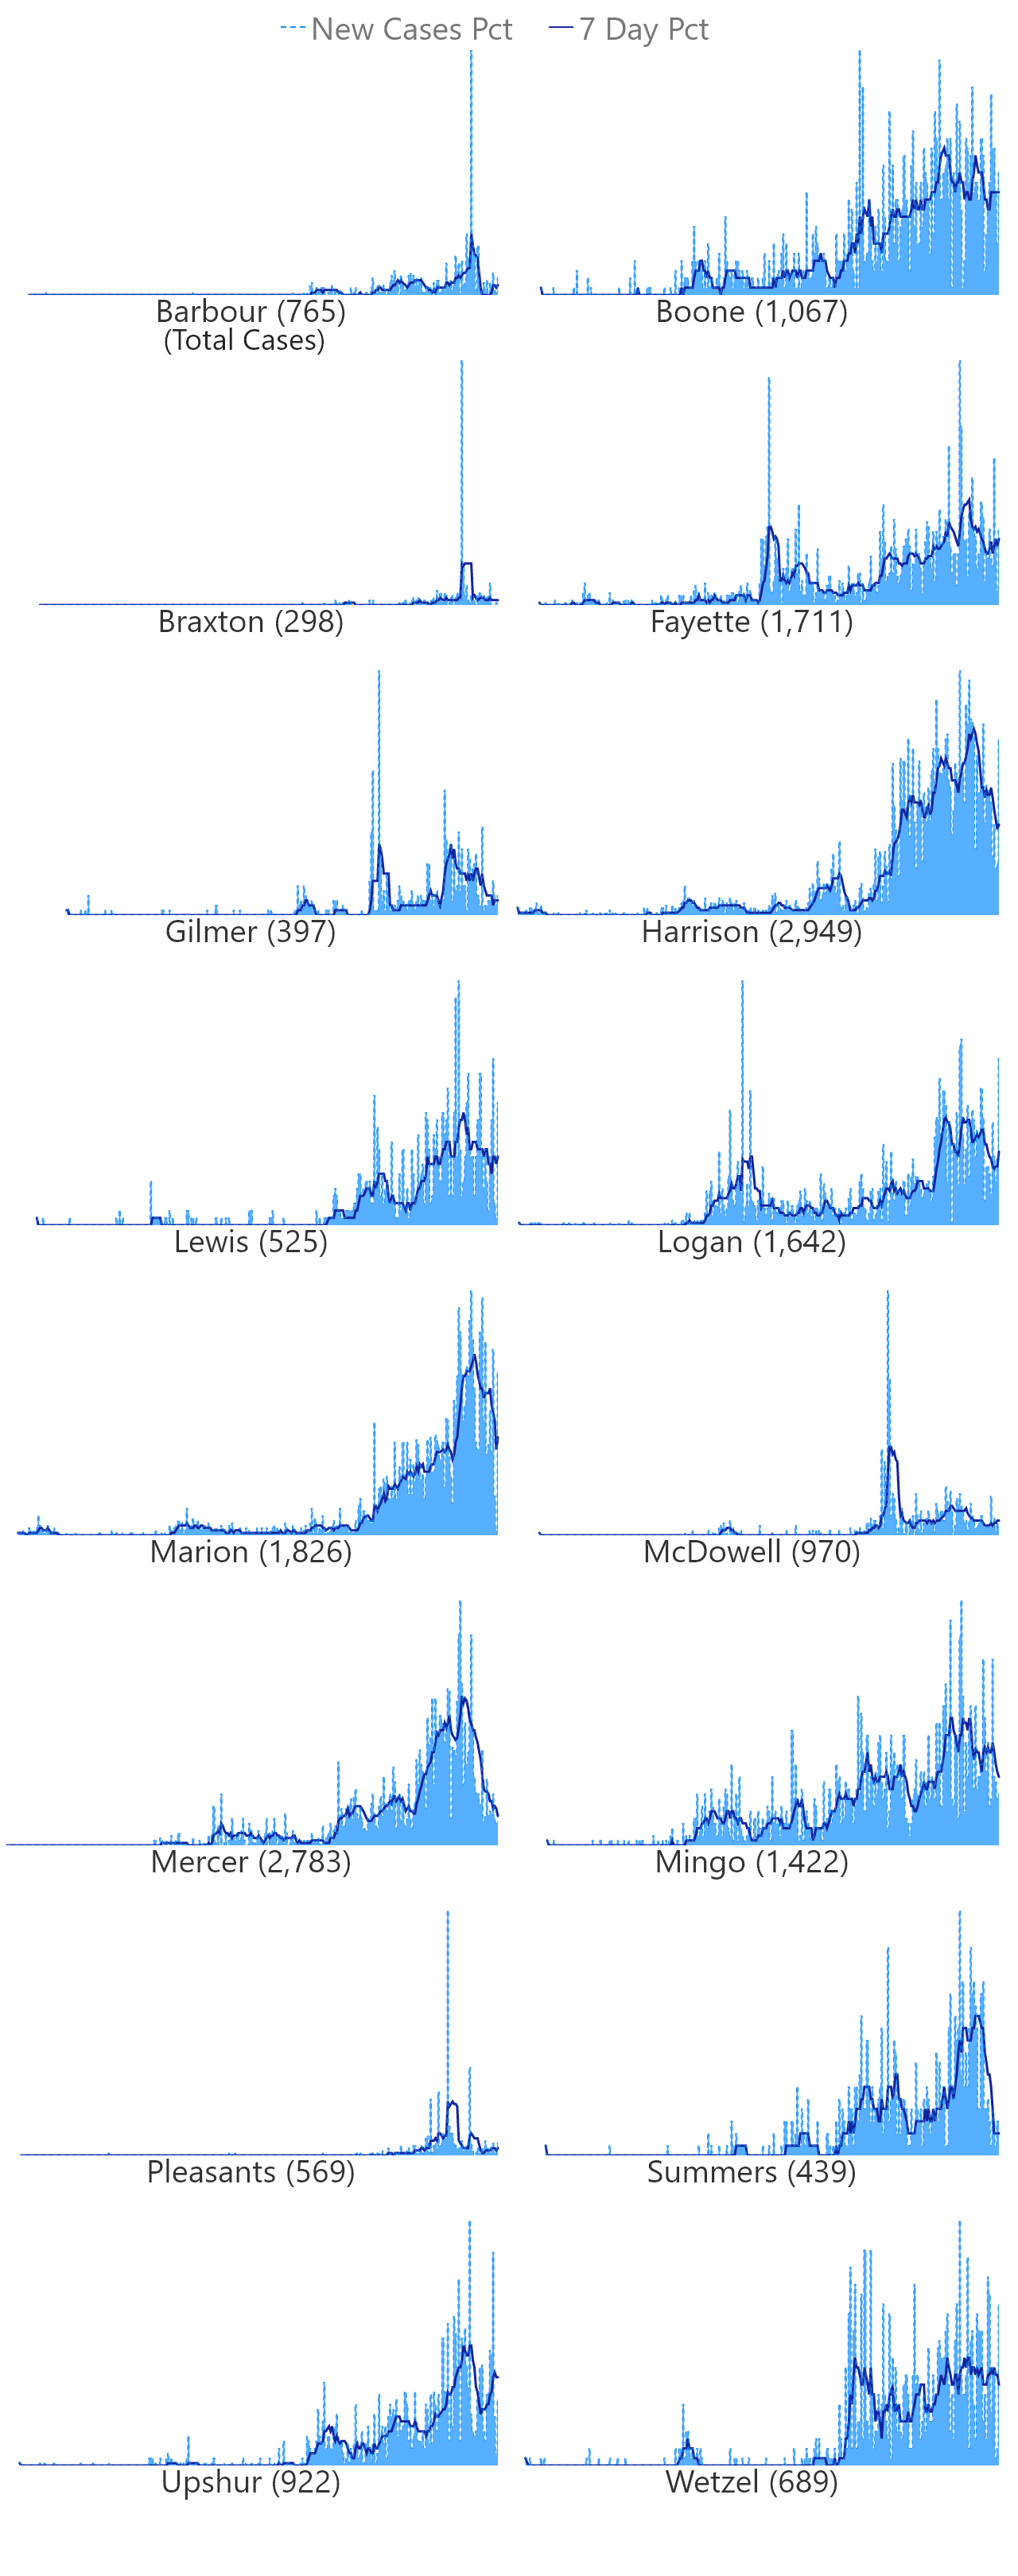 New Cases Pct 7 Day Pct
Barbour (765) Boone (1,067)
(Total Cases)
Braxton (298) Fayette (1,711)
Gilmer (397) Harrison (2,949)
Lewis (525) Logan (1,642)
Marion (1,826) McDowell (970)
Mercer (2,783) Mingo (1,422)
Pleasants (569) Summers (439)
Upshur (922) Wetzel (689)